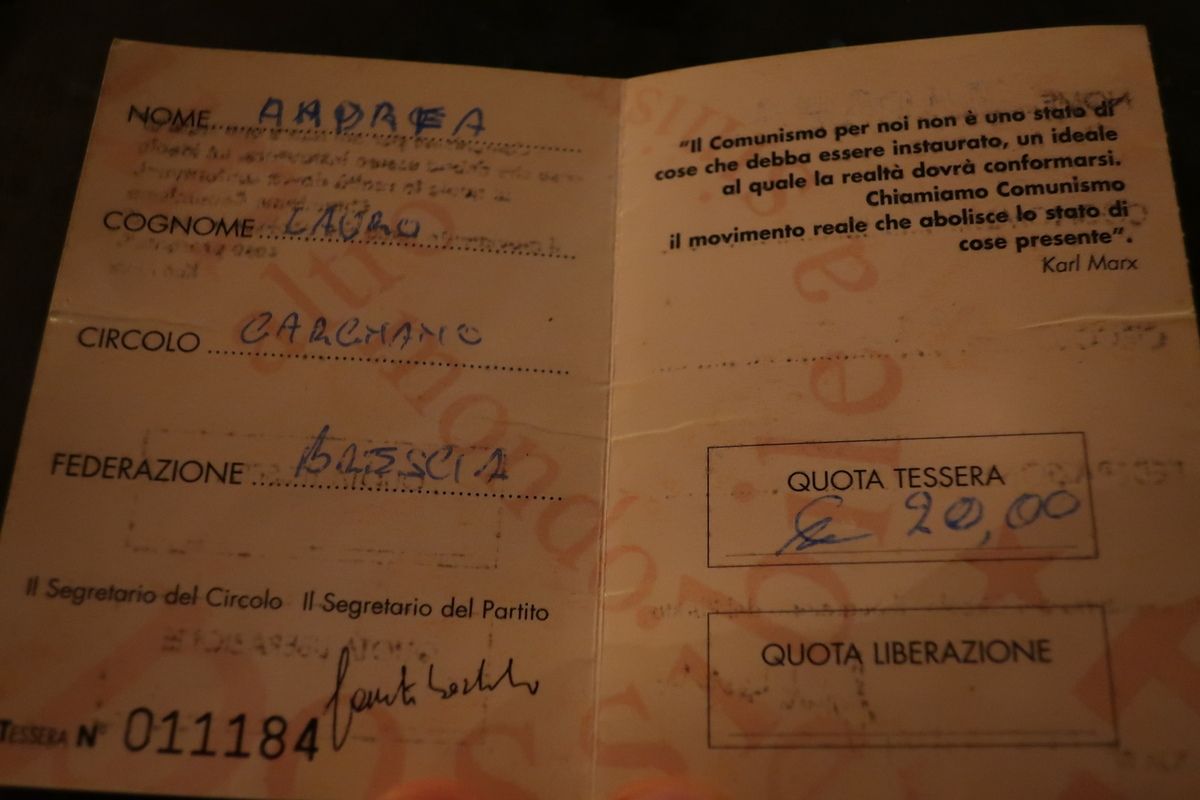 NOME ANDREA
COGNOME LAURO
CIRCOLO
FEDERAZIONE BRESCIA
Il Segretario del Circolo Il Segretario del Partito
TESSERA N° 011184
"Il Comunismo per noi non è uno stato di
cose che debba essere instaurato, un ideale
al quale la realtà dovrà conformarsi.
Chiamiamo Comunismo
il movimento reale che abolisce lo stato di
cose presente".
Karl Marx
QUOTA TESSERA
20,00
QUOTA LIBERAZIONE
altro
mondo